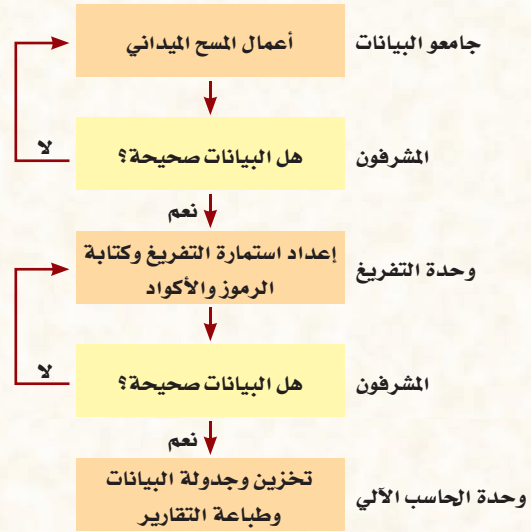 جامعو البيانات
أعمال المسح الميداني
المشرفون
هل البيانات صحيحة؟
لا
نعم
وحدة التفريغ
إعداد استمارة التفريغ وكتابة
الرموز والأكواد
المشرفون
هل البيانات صحيحة؟
لا
نعم
وحدة الحاسب الآلي
تخزين وجدولة البيانات
وطباعة التقارير